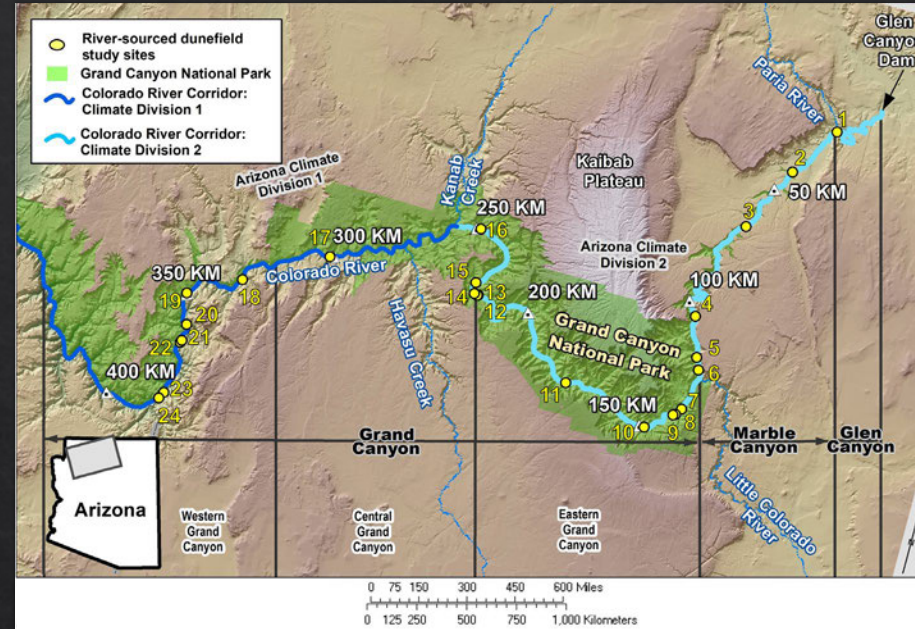 River-sourced dunefield
study sites
Grand Canyon National Park
Colorado River Corridor:
Climate Division 1
Colorado River Corridor:
Climate Division 2
Glen
Canyo
Dam
Paria River
1
2
50 KM
3
Kaibab
Plateau
Arizona Climate
Division 1
Kanab
Creek
250 KM
16
17
300 KM
Arizona Climate
Division 2
Colorado River
350 KM
18
19
15
14
13
12
100 KM
4
200 KM
20
21
22
Havasu Creek
Grand Canyon
National Park
5
6
400 KM
23
24
11
150 KM
7
8
9
10
Grand
Canyon
Marble
Canyon
Glen
Canyon
Little Colorado
River
Arizona
Western
Grand
Canyon
Central
Grand
Canyon
Eastern
Grand
Canyon
0 75 150 300 450 600 Miles
0 125 250 500 750 1,000 Kilometers